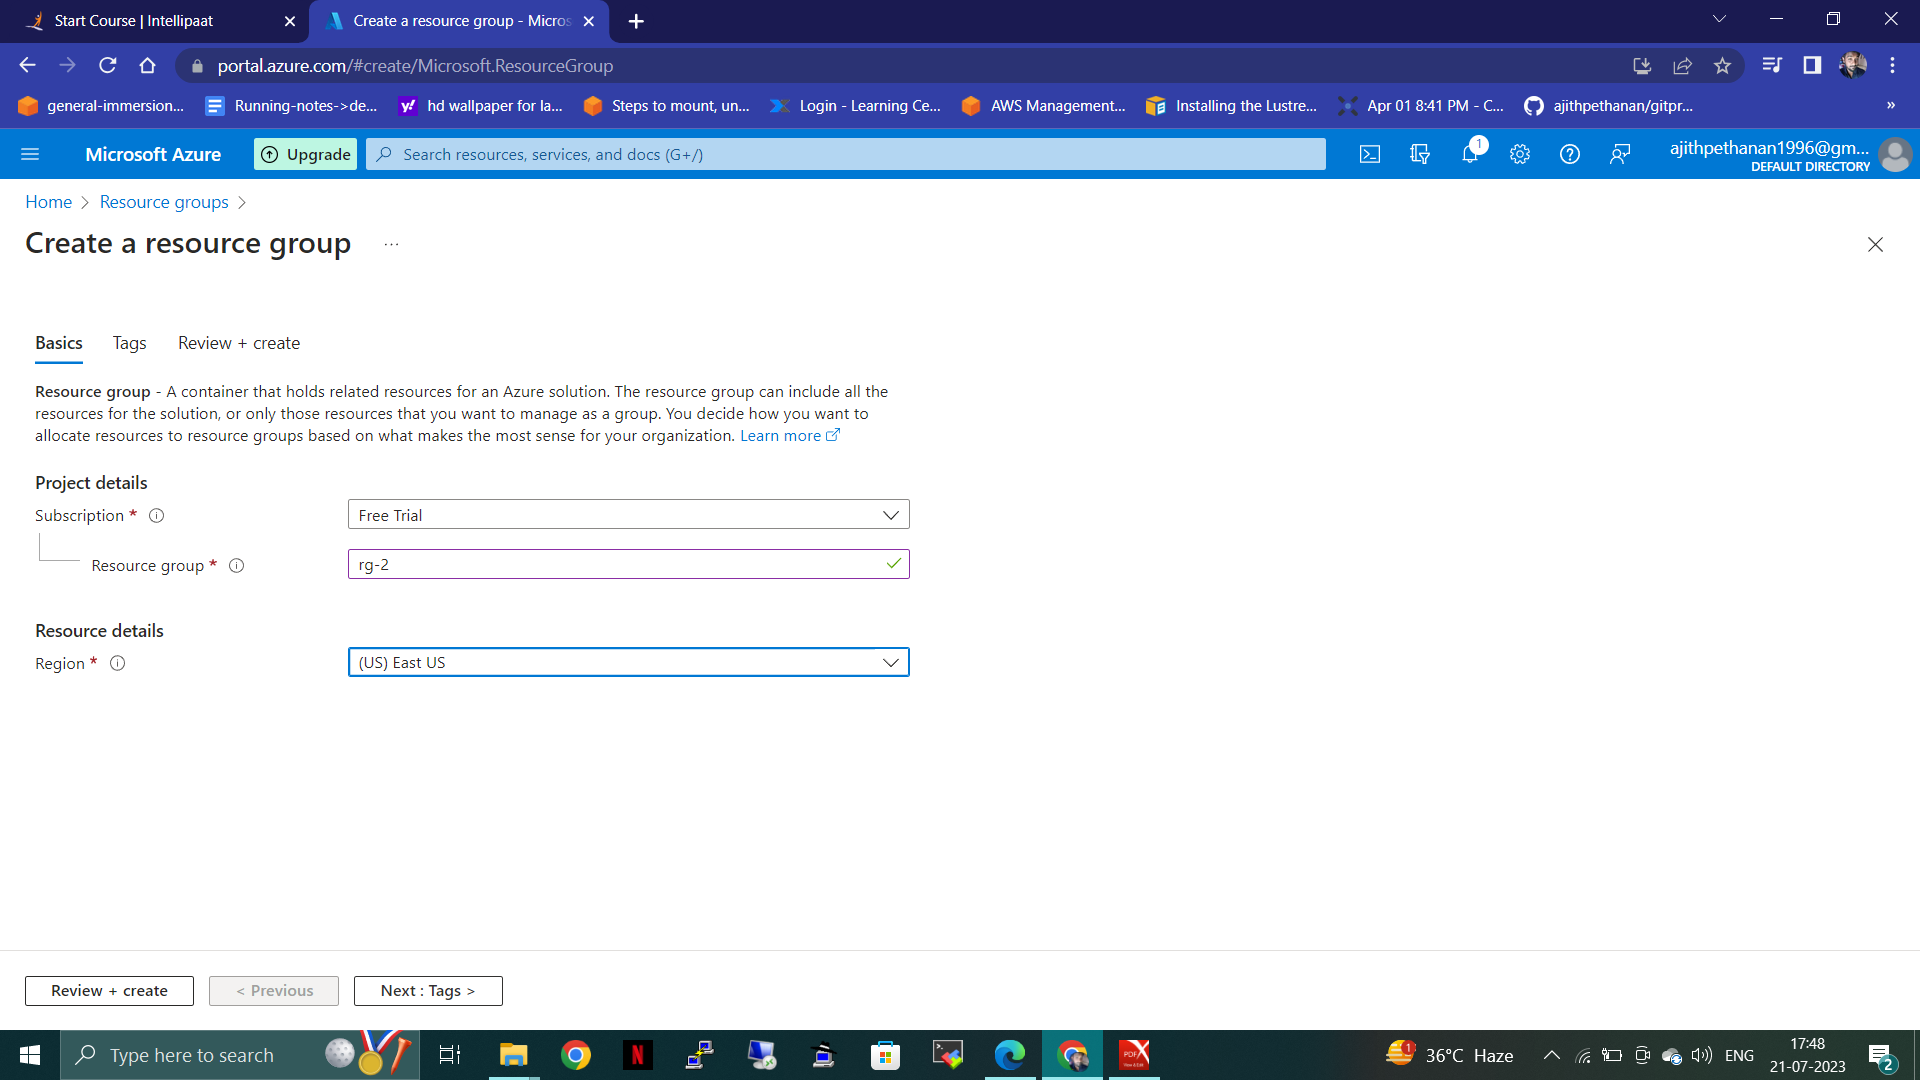 Start Course | Intellipaat
Create a resource group - Micros
portal.azure.com/#create/Microsoft.ResourceGroup
general-immersion...
Running-notes->de...
hd wallpaper for la...
Steps to mount, un...
Login - Learning Ce...
AWS Management...
Installing the Lustre...
Apr 01 8:41 PM - C...
ajithpethanan/gitpr...
»
Microsoft Azure
Upgrade
Search resources, services, and docs (G+/)
1
ajithpethanan1996@gm...
DEFAULT DIRECTORY
Home > Resource groups >
Create a resource group ...
Basics
Tags
Review + create
Resource group - A container that holds related resources for an Azure solution. The resource group can include all the
resources for the solution, or only those resources that you want to manage as a group. You decide how you want to
allocate resources to resource groups based on what makes the most sense for your organization. Learn more
Project details
Subscription *
Free Trial
Resource group *
rg-2
Resource details
Region *
(US) East US
Review + create
< Previous
Next : Tags >
Type here to search
N
PDF
View & Edit
1
36°C Haze
ENG
17:48
21-07-2023
2